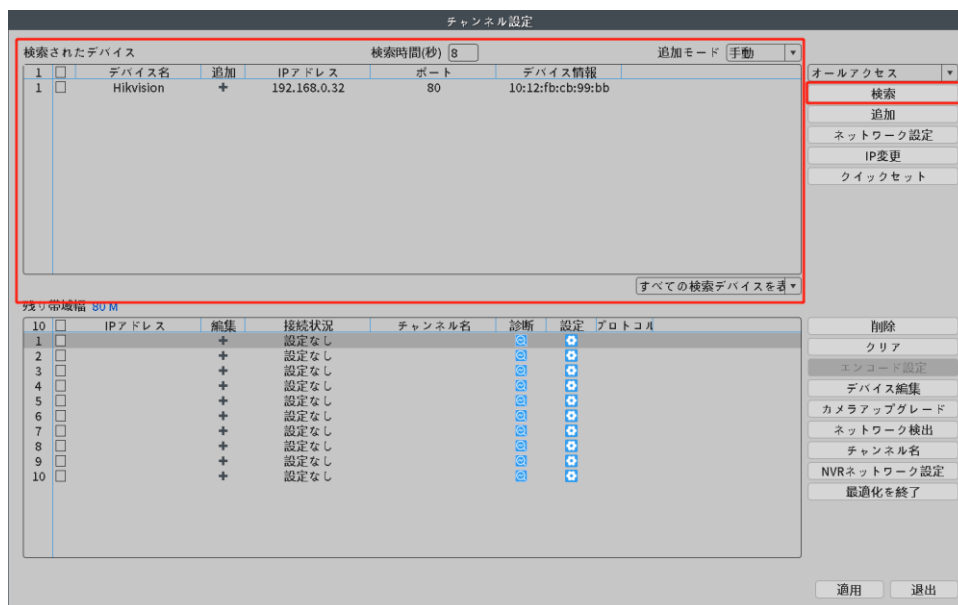 チャンネル設定
検索されたデバイス 検索時間(秒) 8 追加モード 手動
1 デバイス名 追加 IPアドレス ポート デバイス情報
1 Hikvision + 192.168.0.32 80 10:12:fb:cb:99:bb
オールアクセス
検索
追加
ネットワーク設定
IP変更
クイックセット
すべての検索デバイスを表
残り帯域幅 80 M
10 IPアドレス 編集 接続状況 チャンネル名 診断 設定 プロトコル
1 + 設定なし
2 + 設定なし
3 + 設定なし
4 + 設定なし
5 + 設定なし
6 + 設定なし
7 + 設定なし
8 + 設定なし
9 + 設定なし
10 + 設定なし
削除
クリア
エンコード設定
デバイス編集
カメラアップグレード
ネットワーク検出
チャンネル名
NVRネットワーク設定
最適化を終了
適用 退出